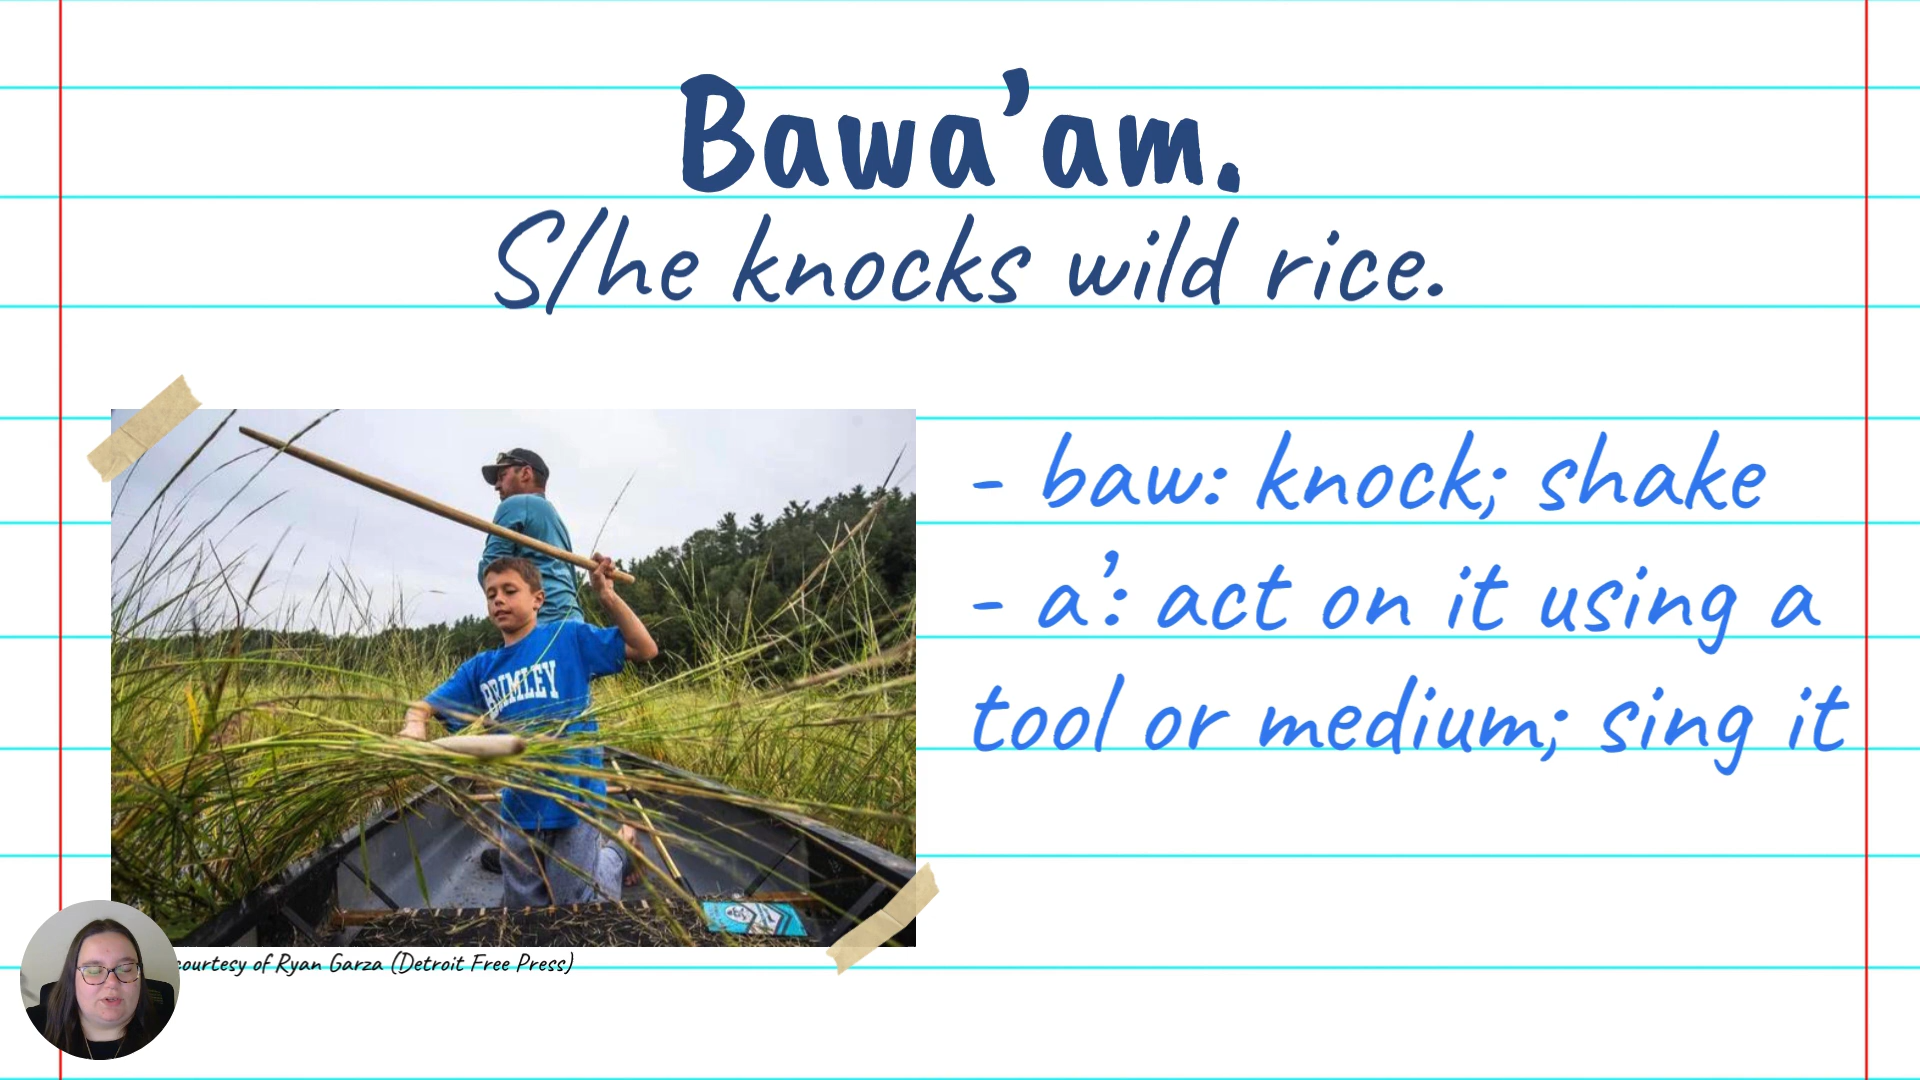 Bawa’am.
S/he knocks wild rice.
- baw: knock; shake
- a’: act on it using a
tool or medium; sing it
BRIMLEY
courtesy of Ryan Garza (Detroit Free Press)